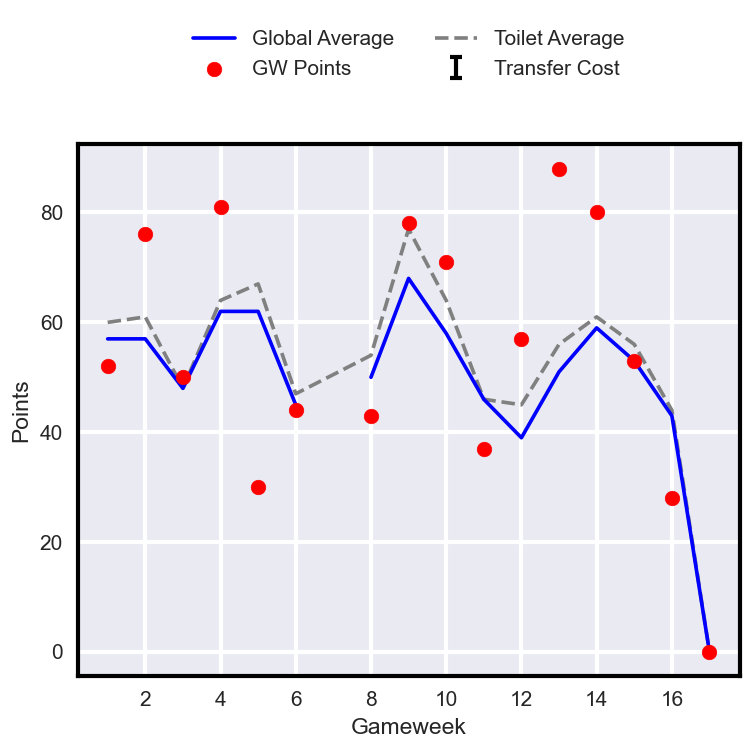 Global Average
Toilet Average
GW Points
Transfer Cost
80
60
40
20
0
Points
2 4 6 8 10 12 14 16
Gameweek